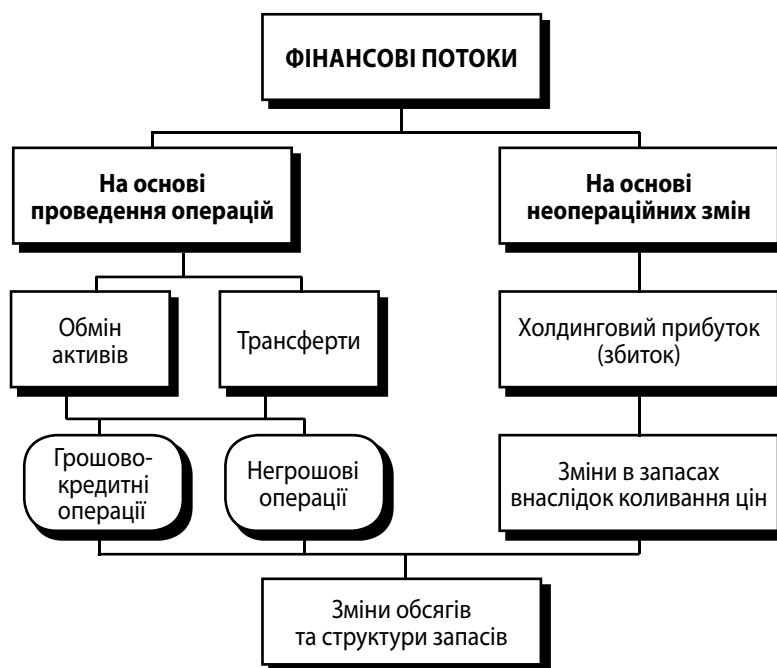 ФІНАНСОВІ ПОТОКИ
На основі
проведення операцій
На основі
неопераційних змін
Обмін
активів
Трансферти
Холдинговий прибуток
(збиток)
Грошово-
кредитні
операції
Негрошові
операції
Зміни в запасах
внаслідок коливання цін
Зміни обсягів
та структури запасів